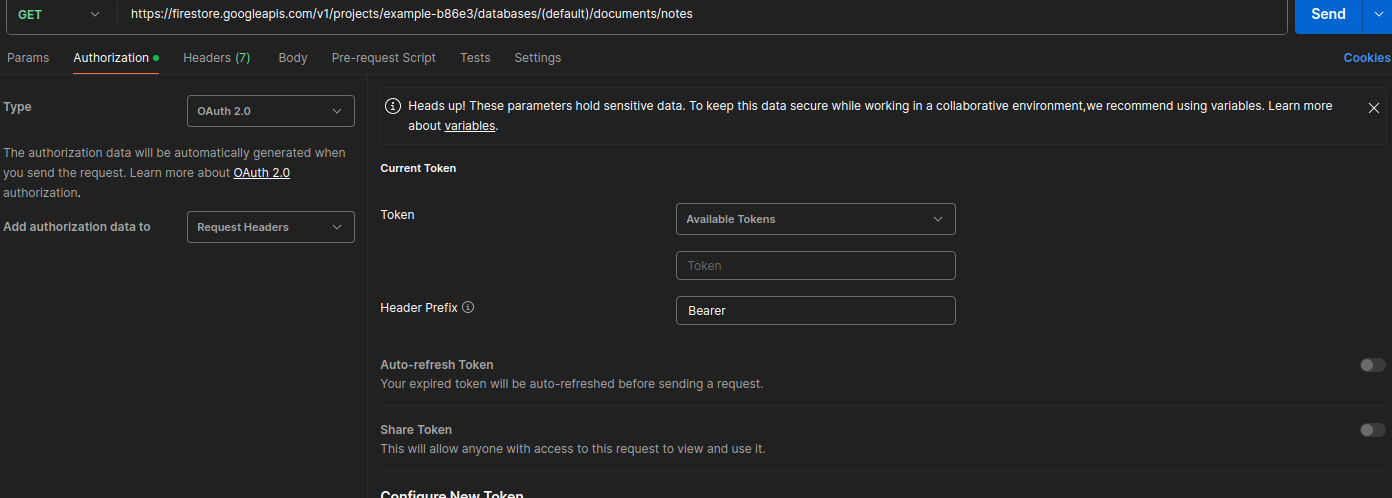 GET https://firestore.googleapis.com/v1/projects/example-b86e3/databases/(default)/documents/notes Send
Params Authorization Headers (7) Body Pre-request Script Tests Settings Cookies
Type OAuth 2.0
The authorization data will be automatically generated when
you send the request. Learn more about OAuth 2.0
authorization.
Add authorization data to Request Headers
Heads up! These parameters hold sensitive data. To keep this data secure while working in a collaborative environment,we recommend using variables. Learn more
about variables.
Current Token
Token Available Tokens
Token
Header Prefix Bearer
Auto-refresh Token
Your expired token will be auto-refreshed before sending a request.
Share Token
This will allow anyone with access to this request to view and use it.
Configure New Token